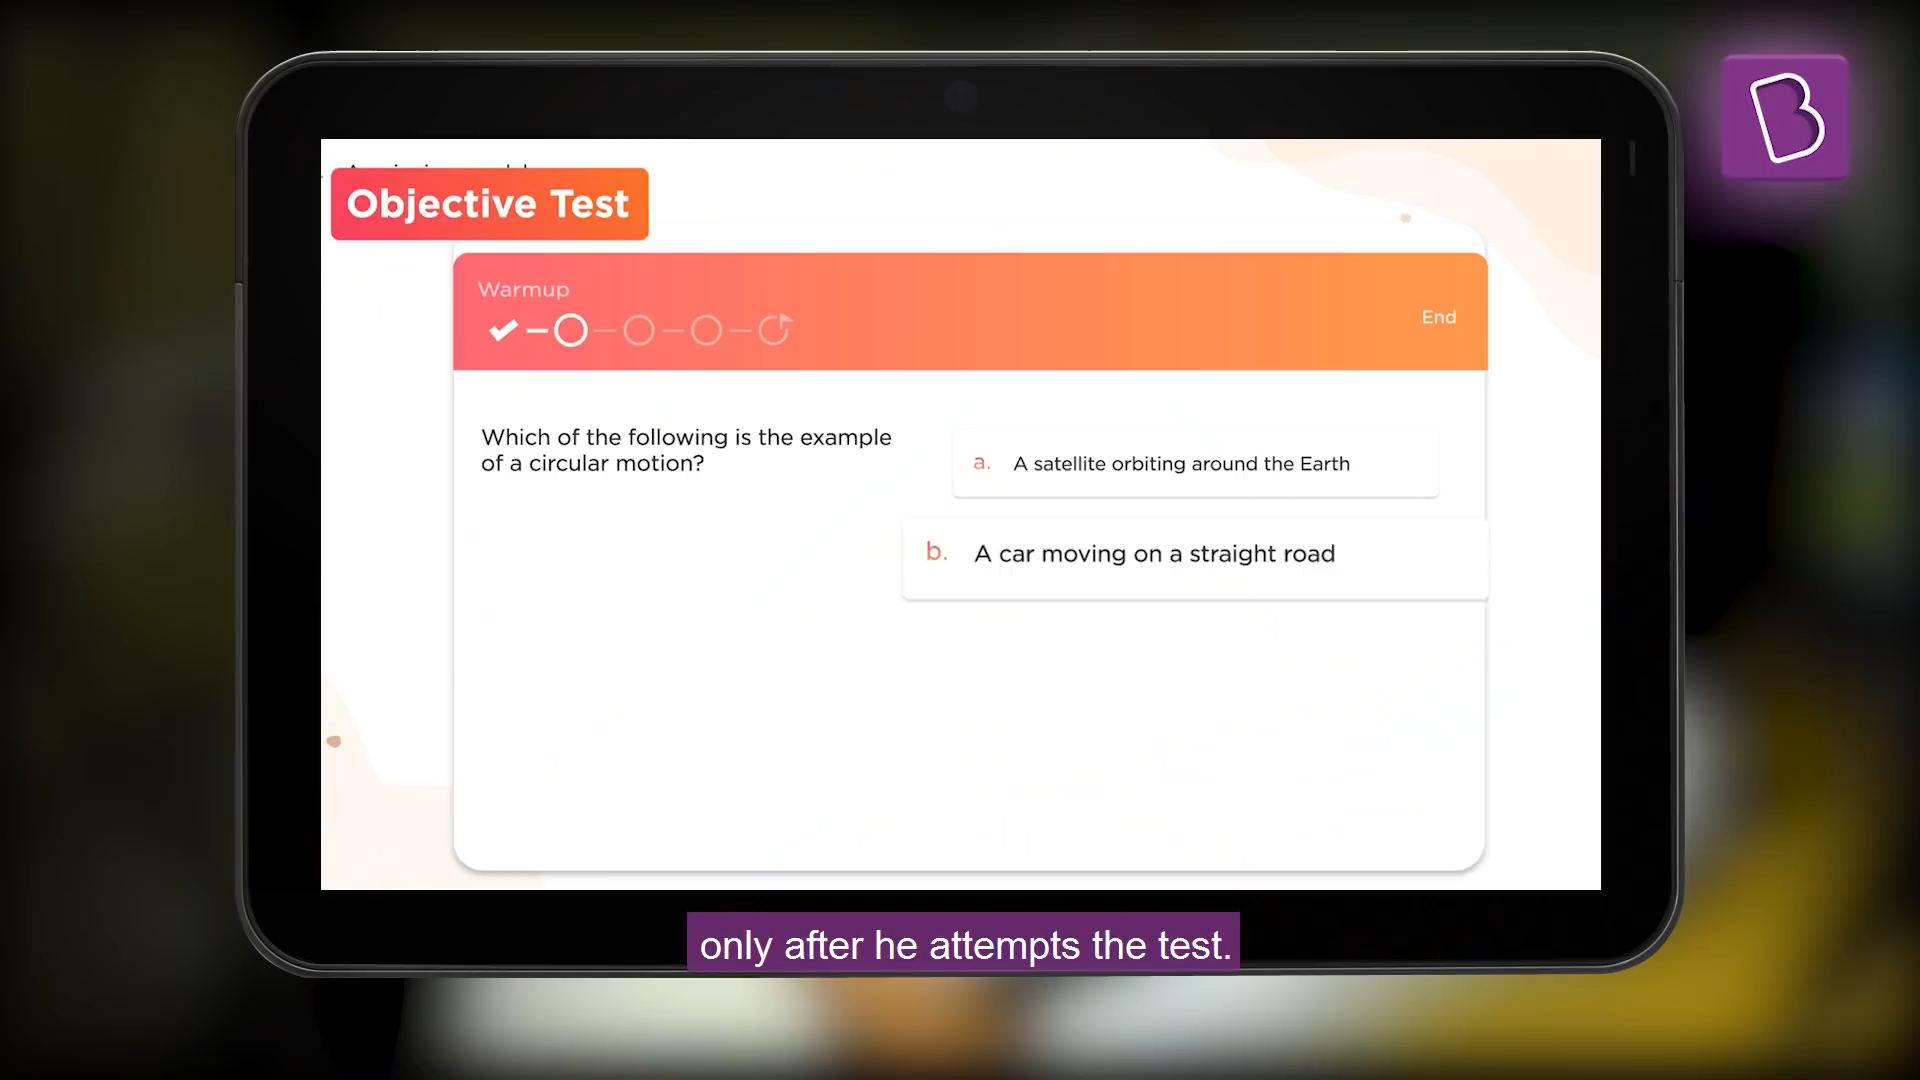 Objective Test
Warmup
End
Which of the following is the example
of a circular motion?
a. A satellite orbiting around the Earth
b. A car moving on a straight road
only after he attempts the test.